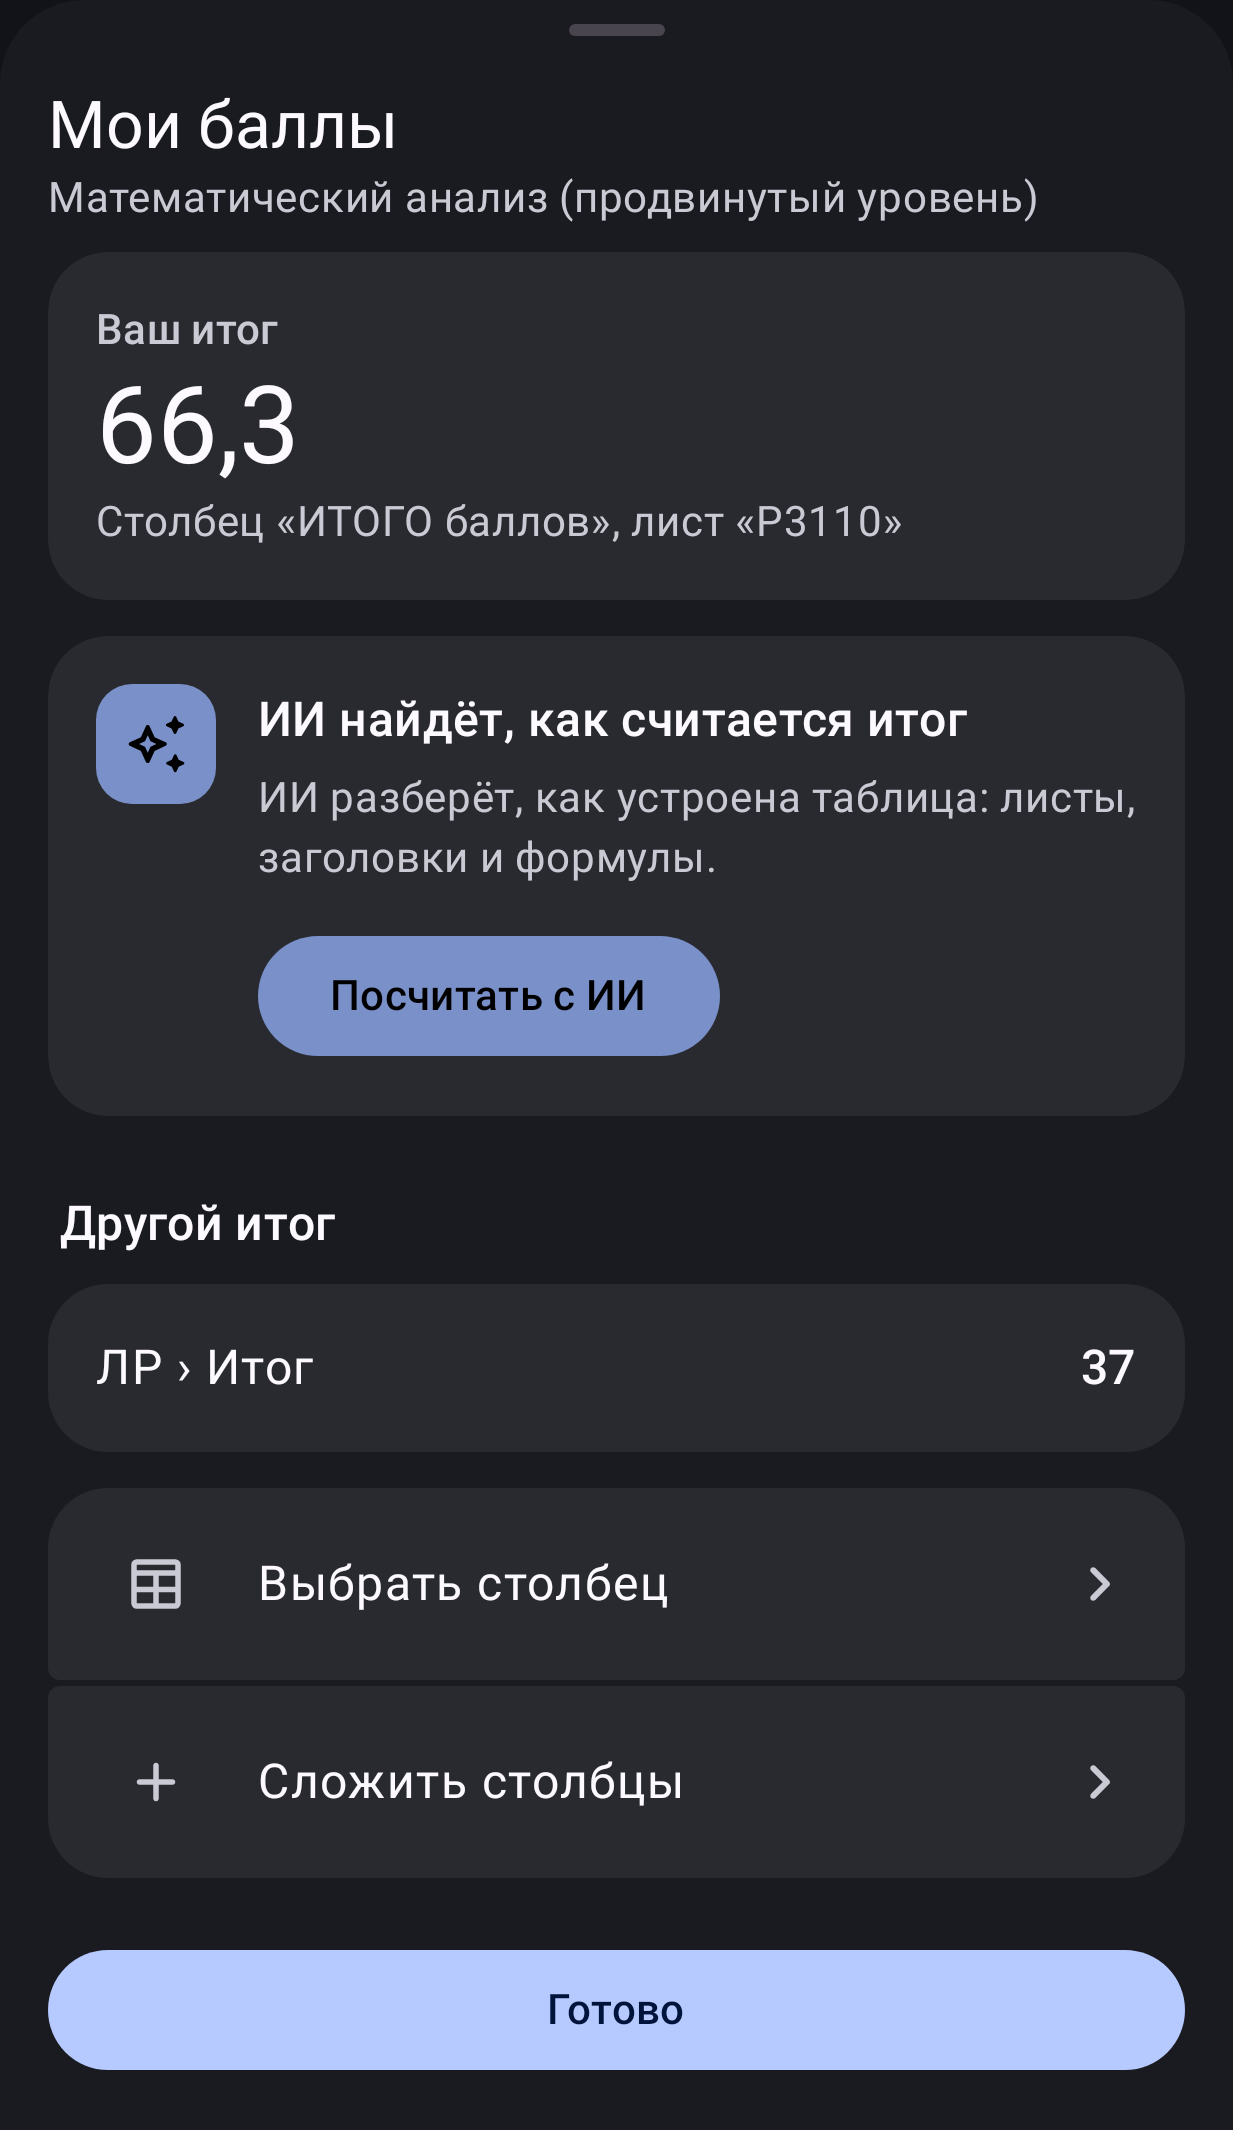 Мои баллы
Математический анализ (продвинутый уровень)
Ваш итог
66,3
Столбец «ИТОГО баллов», лист «P3110»
ИИ найдёт, как считается итог
ИИ разберёт, как устроена таблица: листы,
заголовки и формулы.
Посчитать с ИИ
Другой итог
ЛР › Итог 37
Выбрать столбец
Сложить столбцы
Готово